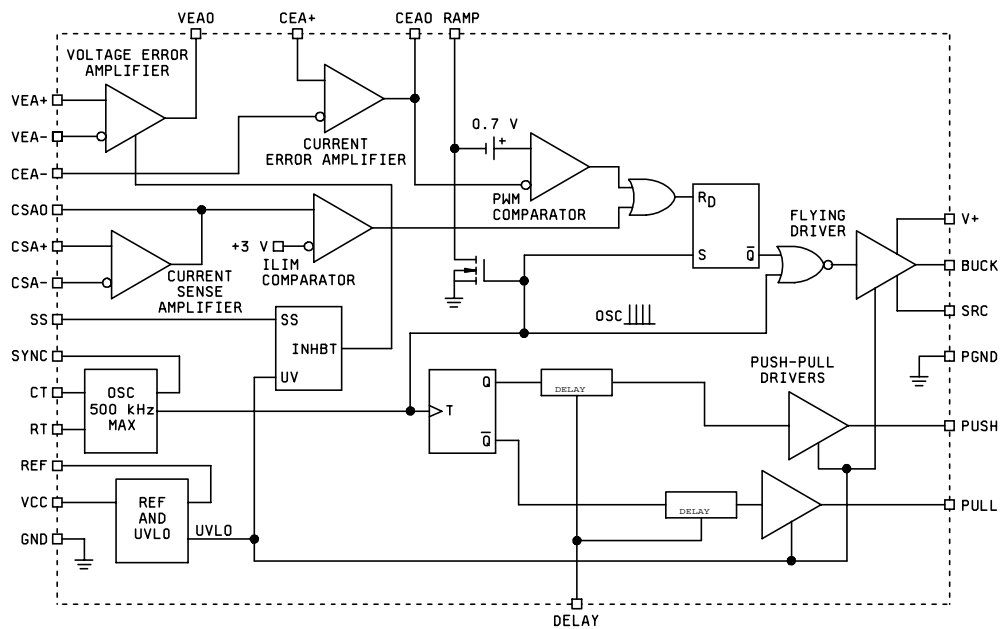 VEAO
CEA+
CEAO
RAMP
VOLTAGE ERROR
AMPLIFIER
VEA+
VEA-
CEA-
CURRENT
ERROR AMPLIFIER
0.7 V
+
PWM
COMPARATOR
CSAO
CSA+
CSA-
CURRENT
SENSE
AMPLIFIER
+3 V
ILIM
COMPARATOR
RD
S
Q̅
FLYING
DRIVER
V+
BUCK
SRC
PGND
SS
SS
INHBT
UV
OSC
SYNC
CT
RT
OSC
500 kHz
MAX
T
Q
Q̅
DELAY
PUSH-PULL
DRIVERS
PUSH
REF
VCC
GND
REF
AND
UVLO
UVLO
DELAY
PULL
DELAY